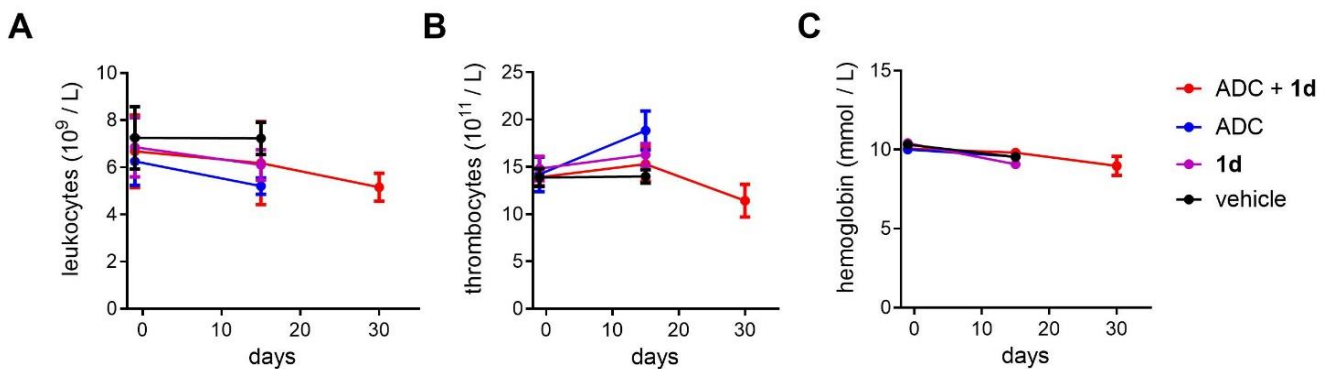 A
leukocytes (10⁹ / L)
10
8
6
4
2
0
0 10 20 30
days
B
thrombocytes (10¹¹ / L)
25
20
15
10
5
0
0 10 20 30
days
C
hemoglobin (mmol / L)
15
10
5
0
0 10 20 30
days
ADC + 1d
ADC
1d
vehicle